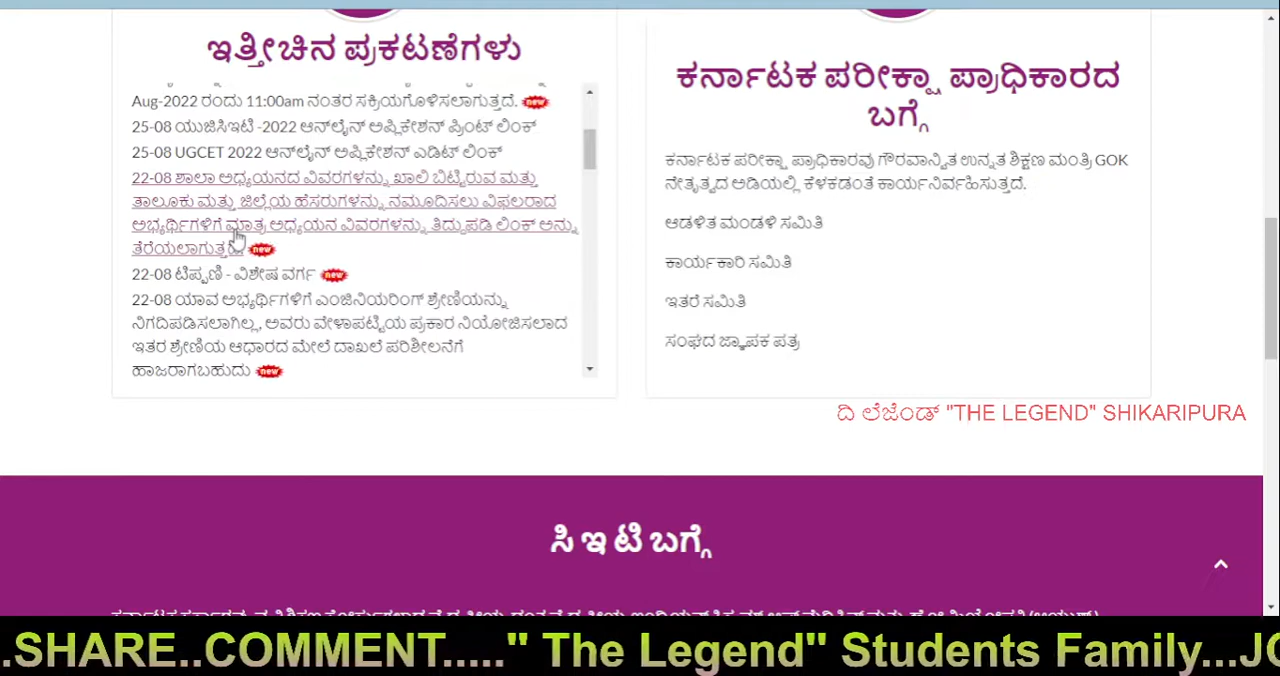 ಇತ್ತೀಚಿನ ಪ್ರಕಟಣೆಗಳು
Aug-2022 ರಂದು 11:00am ನಂತರ ಸಕ್ರಿಯಗೊಳಿಸಲಾಗುತ್ತದೆ. new
25-08 ಯುಜಿಸಿಇಟಿ -2022 ಆನ್‌ಲೈನ್ ಅಪ್ಲಿಕೇಶನ್ ಪ್ರಿಂಟ್ ಲಿಂಕ್
25-08 UGCET 2022 ಆನ್‌ಲೈನ್ ಅಪ್ಲಿಕೇಶನ್ ಎಡಿಟ್ ಲಿಂಕ್
22-08 ಶಾಲಾ ಅಧ್ಯಯನದ ವಿವರಗಳನ್ನು ಖಾಲಿ ಬಿಟ್ಟಿರುವ ಮತ್ತು
ತಾಲೂಕು ಮತ್ತು ಜಿಲ್ಲೆಯ ಹೆಸರುಗಳನ್ನು ನಮೂದಿಸಲು ವಿಫಲರಾದ
ಅಭ್ಯರ್ಥಿಗಳಿಗೆ ಮಾತ್ರ ಅಧ್ಯಯನ ವಿವರಗಳನ್ನು ತಿದ್ದುಪಡಿ ಲಿಂಕ್ ಅನ್ನು
ತೆರೆಯಲಾಗುತ್ತದೆ. new
22-08 ಟಿಪ್ಪಣಿ - ವಿಶೇಷ ವರ್ಗ new
22-08 ಯಾವ ಅಭ್ಯರ್ಥಿಗಳಿಗೆ ಎಂಜಿನಿಯರಿಂಗ್ ಶ್ರೇಣಿಯನ್ನು
ನಿಗದಿಪಡಿಸಲಾಗಿಲ್ಲ, ಅವರು ವೇಳಾಪಟ್ಟಿಯ ಪ್ರಕಾರ ನಿಯೋಜಿಸಲಾದ
ಇತರ ಶ್ರೇಣಿಯ ಆಧಾರದ ಮೇಲೆ ದಾಖಲೆ ಪರಿಶೀಲನೆಗೆ
ಹಾಜರಾಗಬಹುದು new
ಕರ್ನಾಟಕ ಪರೀಕ್ಷಾ ಪ್ರಾಧಿಕಾರದ
ಬಗ್ಗೆ
ಕರ್ನಾಟಕ ಪರೀಕ್ಷಾ ಪ್ರಾಧಿಕಾರವು ಗೌರವಾನ್ವಿತ ಉನ್ನತ ಶಿಕ್ಷಣ ಮಂತ್ರಿ GOK
ನೇತೃತ್ವದ ಅಡಿಯಲ್ಲಿ ಕೆಳಕಂಡಂತೆ ಕಾರ್ಯನಿರ್ವಹಿಸುತ್ತದೆ.
ಆಡಳಿತ ಮಂಡಳಿ ಸಮಿತಿ
ಕಾರ್ಯಕಾರಿ ಸಮಿತಿ
ಇತರೆ ಸಮಿತಿ
ಸಂಘದ ಜ್ಞಾಪಕ ಪತ್ರ
ದಿ ಲೆಜೆಂಡ್ "THE LEGEND" SHIKARIPURA
ಸಿ ಇ ಟಿ ಬಗ್ಗೆ
.SHARE..COMMENT....." The Legend" Students Family...JO